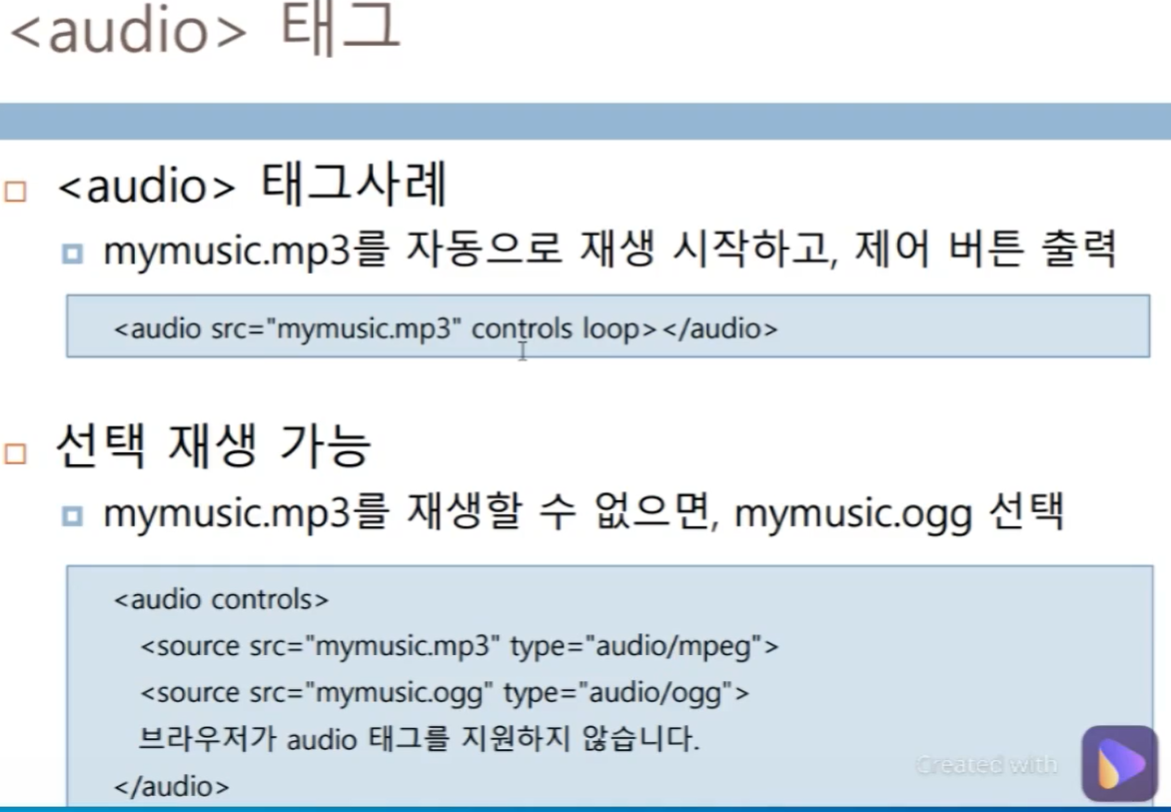 <audio> 태그
<audio> 태그사례
mymusic.mp3를 자동으로 재생 시작하고, 제어 버튼 출력
<audio src="mymusic.mp3" controls loop></audio>
선택 재생 가능
mymusic.mp3를 재생할 수 없으면, mymusic.ogg 선택
<audio controls>
<source src="mymusic.mp3" type="audio/mpeg">
<source src="mymusic.ogg" type="audio/ogg">
브라우저가 audio 태그를 지원하지 않습니다.
</audio>
Created with